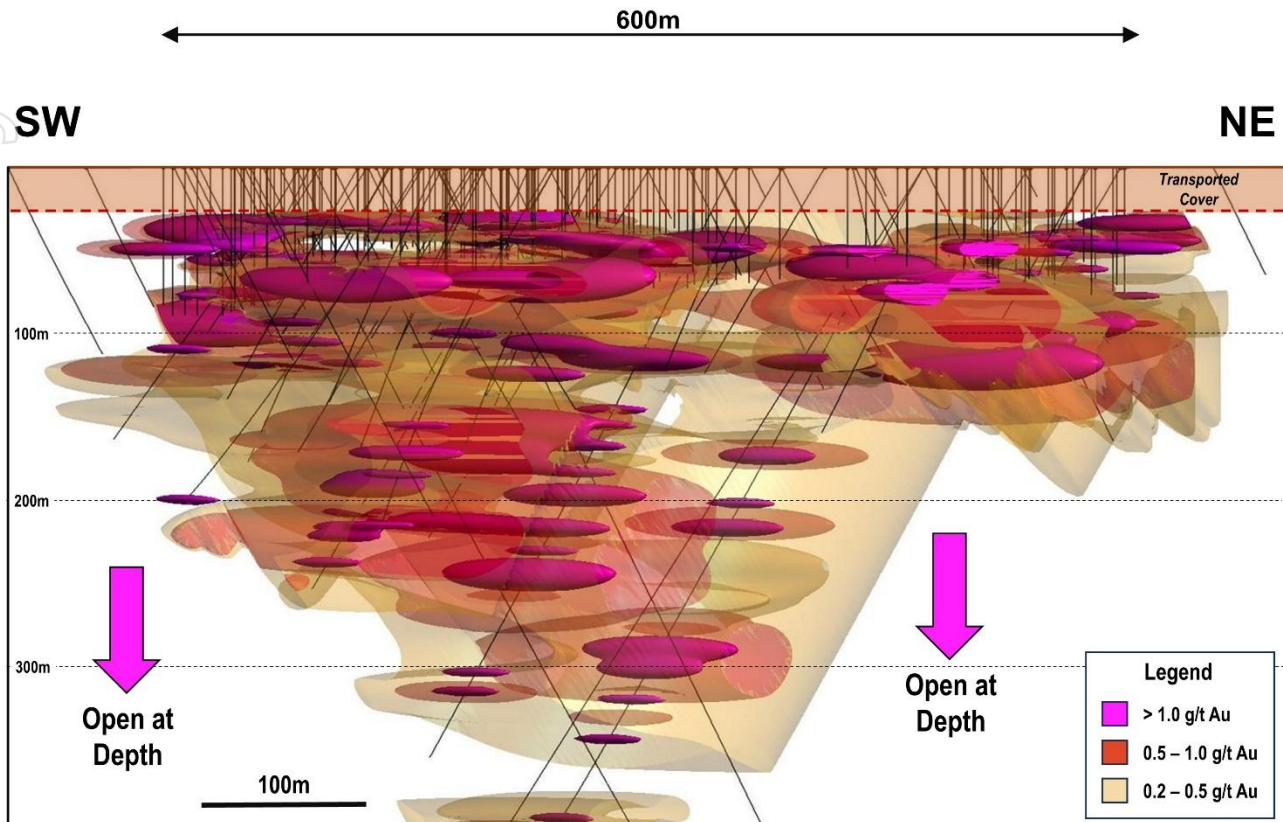 600m
SW
NE
Transported
Cover
100m
200m
300m
Open at
Depth
Open at
Depth
100m
Legend
> 1.0 g/t Au
0.5 – 1.0 g/t Au
0.2 – 0.5 g/t Au